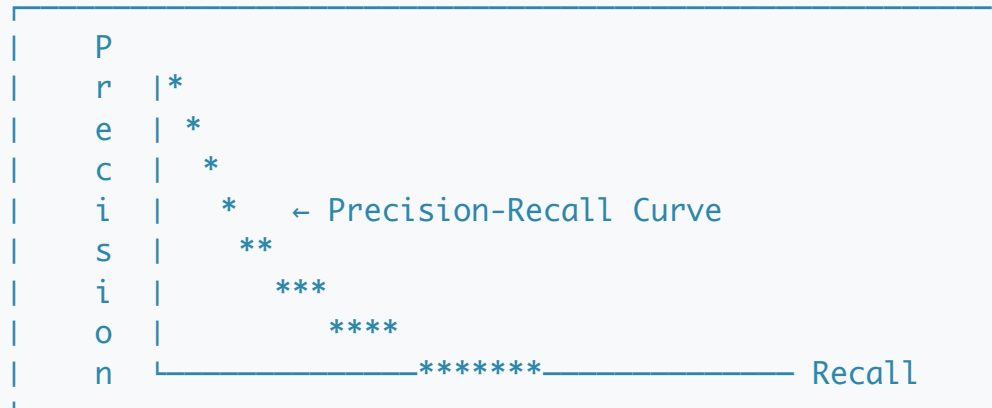 P
r |*
e | *
c |  *
i |   *   ← Precision-Recall Curve
s |    **
i |      ***
o |         ****
n └──────────────*******────────────── Recall